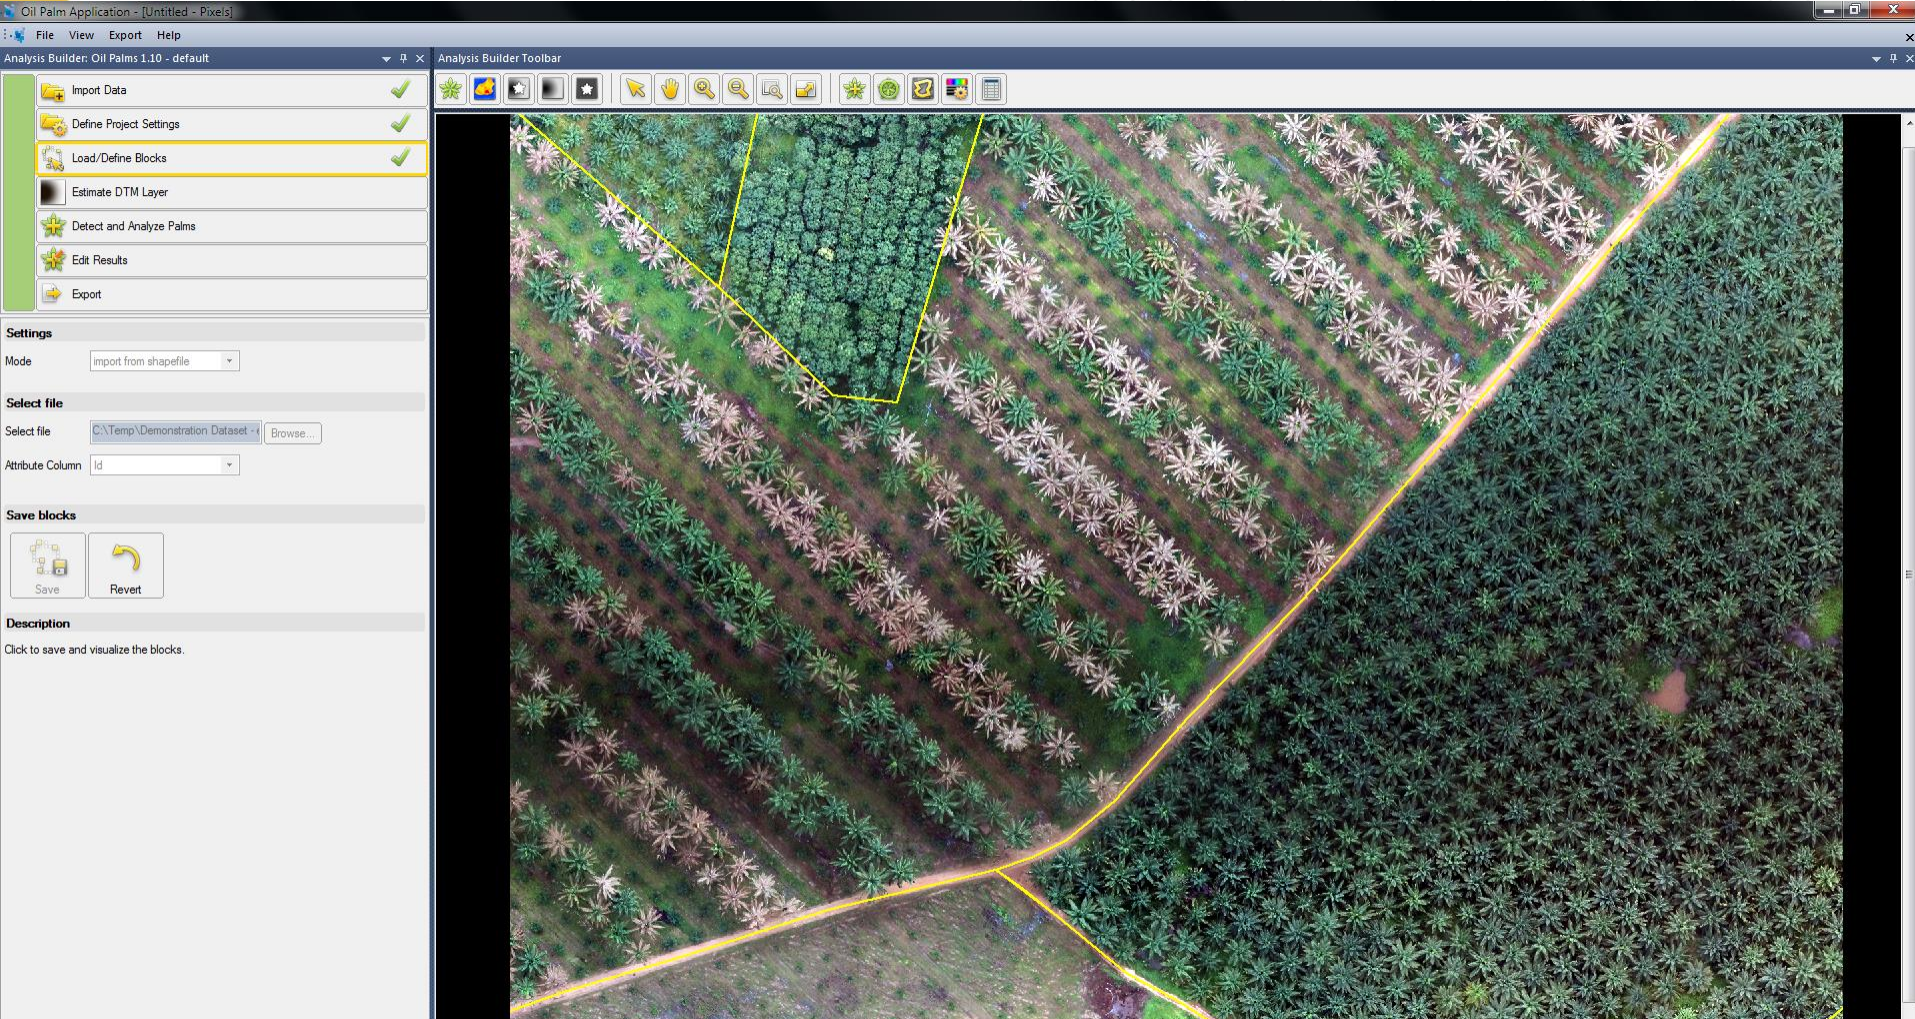 Oil Palm Application - [Untitled - Pixels]
File View Export Help
Analysis Builder: Oil Palms 1.10 - default
Analysis Builder Toolbar
Import Data
Define Project Settings
Load/Define Blocks
Estimate DTM Layer
Detect and Analyze Palms
Edit Results
Export
Settings
Mode import from shapefile
Select file
Select file C:\Temp\Demonstration Dataset - Browse...
Attribute Column Id
Save blocks
Save Revert
Description
Click to save and visualize the blocks.